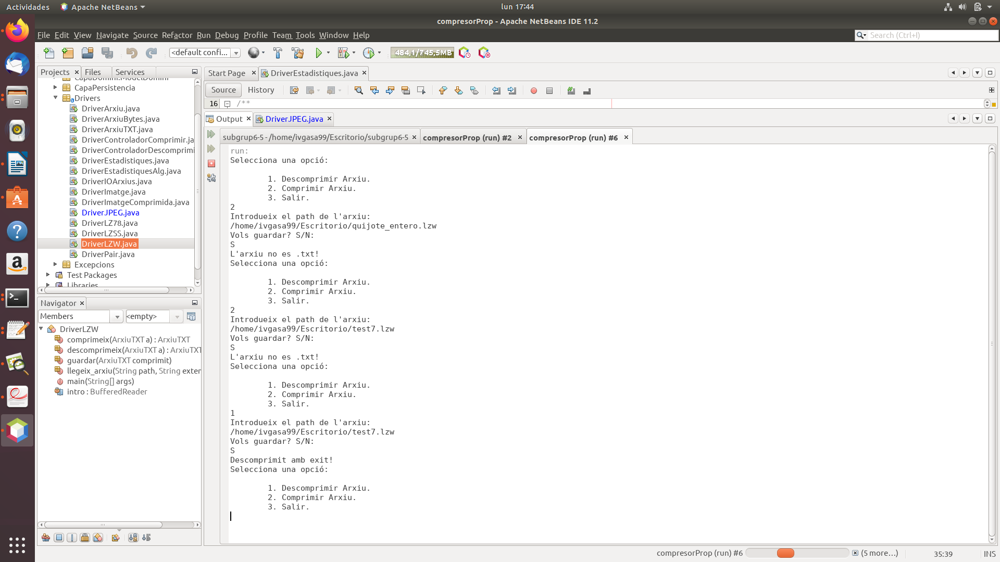 Actividades
Apache NetBeans
lun 17:44
compresorProp - Apache NetBeans IDE 11.2
File Edit View Navigate Source Refactor Run Debug Profile Team Tools Window Help
Search (Ctrl+I)
<default confi...
484,1/745,5MB
Projects Files Services
CapaDomini.ModelDomini
CapaPersistencia
Drivers
DriverArxiu.java
DriverArxiuBytes.java
DriverArxiuTXT.java
DriverControladorComprimir.ja
DriverControladorDescomprimi
DriverEstadistiques.java
DriverEstadistiquesAlg.java
DriverIOArxius.java
DriverImatge.java
DriverImatgeComprimida.java
DriverJPEG.java
DriverLZ78.java
DriverLZSS.java
DriverLZW.java
DriverPair.java
Excepcions
Test Packages
Libraries
Navigator
Members
<empty>
DriverLZW
comprimeix(ArxiuTXT a) : ArxiuTXT
descomprimeix(ArxiuTXT a) : ArxiuTXT
guardar(ArxiuTXT comprimit)
llegeix_arxiu(String path, String exter
main(String[] args)
intro : BufferedReader
Start Page DriverEstadistiques.java
Source History
16 /**
Output DriverJPEG.java
subgrup6-5 - /home/ivgasa99/Escritorio/subgrup6-5 compresorProp (run) #2 compresorProp (run) #6
run:
Selecciona una opció:
1. Descomprimir Arxiu.
2. Comprimir Arxiu.
3. Salir.
2
Introdueix el path de l'arxiu:
/home/ivgasa99/Escritorio/quijote_entero.lzw
Vols guardar? S/N:
S
L'arxiu no es .txt!
Selecciona una opció:
1. Descomprimir Arxiu.
2. Comprimir Arxiu.
3. Salir.
2
Introdueix el path de l'arxiu:
/home/ivgasa99/Escritorio/test7.lzw
Vols guardar? S/N:
S
L'arxiu no es .txt!
Selecciona una opció:
1. Descomprimir Arxiu.
2. Comprimir Arxiu.
3. Salir.
1
Introdueix el path de l'arxiu:
/home/ivgasa99/Escritorio/test7.lzw
Vols guardar? S/N:
S
Descomprimit amb exit!
Selecciona una opció:
1. Descomprimir Arxiu.
2. Comprimir Arxiu.
3. Salir.
compresorProp (run) #6
(5 more...)
35:39
INS